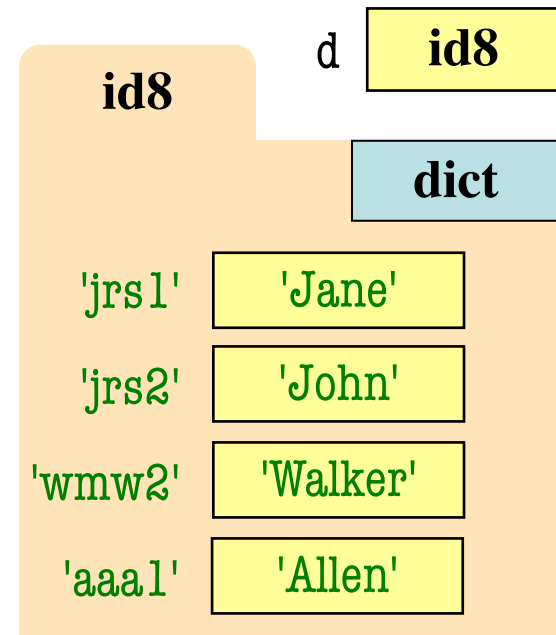 d id8
id8
dict
'jrs1' 'Jane'
'jrs2' 'John'
'wmw2' 'Walker'
'aaa1' 'Allen'